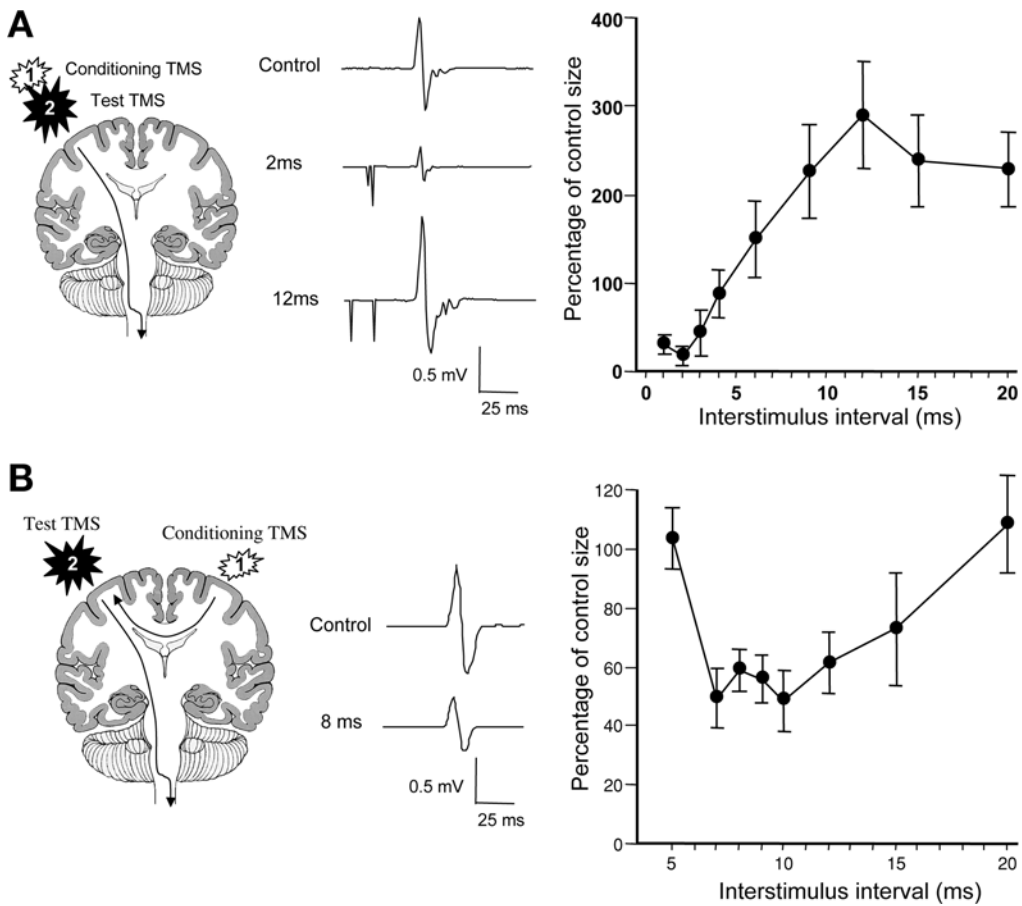 A
1
Conditioning TMS
2
Test TMS
Control
2ms
12ms
0.5 mV
25 ms
Percentage of control size
400
300
200
100
0
0 5 10 15 20
Interstimulus interval (ms)
B
Test TMS
Conditioning TMS
2
1
Control
8 ms
0.5 mV
25 ms
Percentage of control size
120
100
80
60
40
20
0
5 10 15 20
Interstimulus interval (ms)